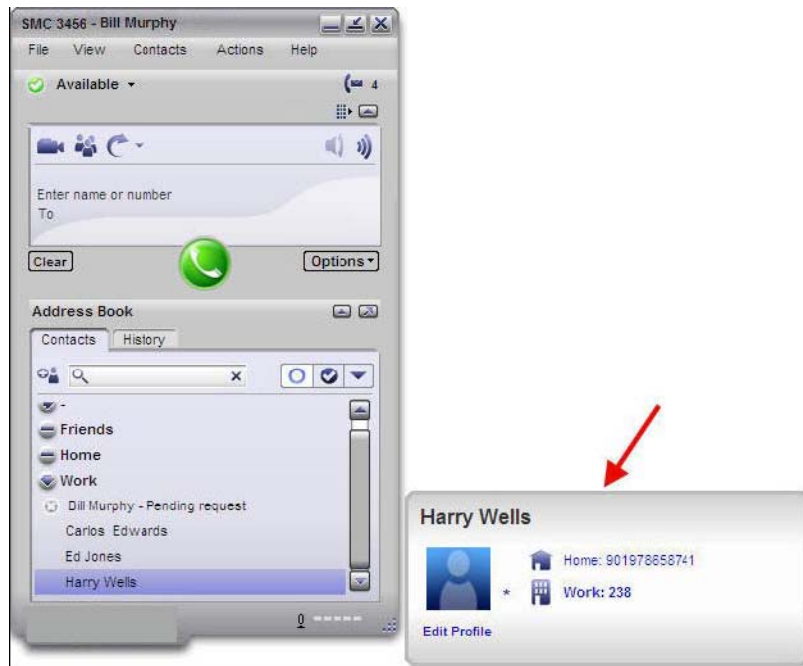 SMC 3456 - Bill Murphy
File View Contacts Actions Help
Available
4
Enter name or number
To
Clear
Options
Address Book
Contacts History
-
Friends
Home
Work
Bill Murphy - Pending request
Carlos Edwards
Ed Jones
Harry Wells
Harry Wells
Home: 901978658741
* Work: 238
Edit Profile